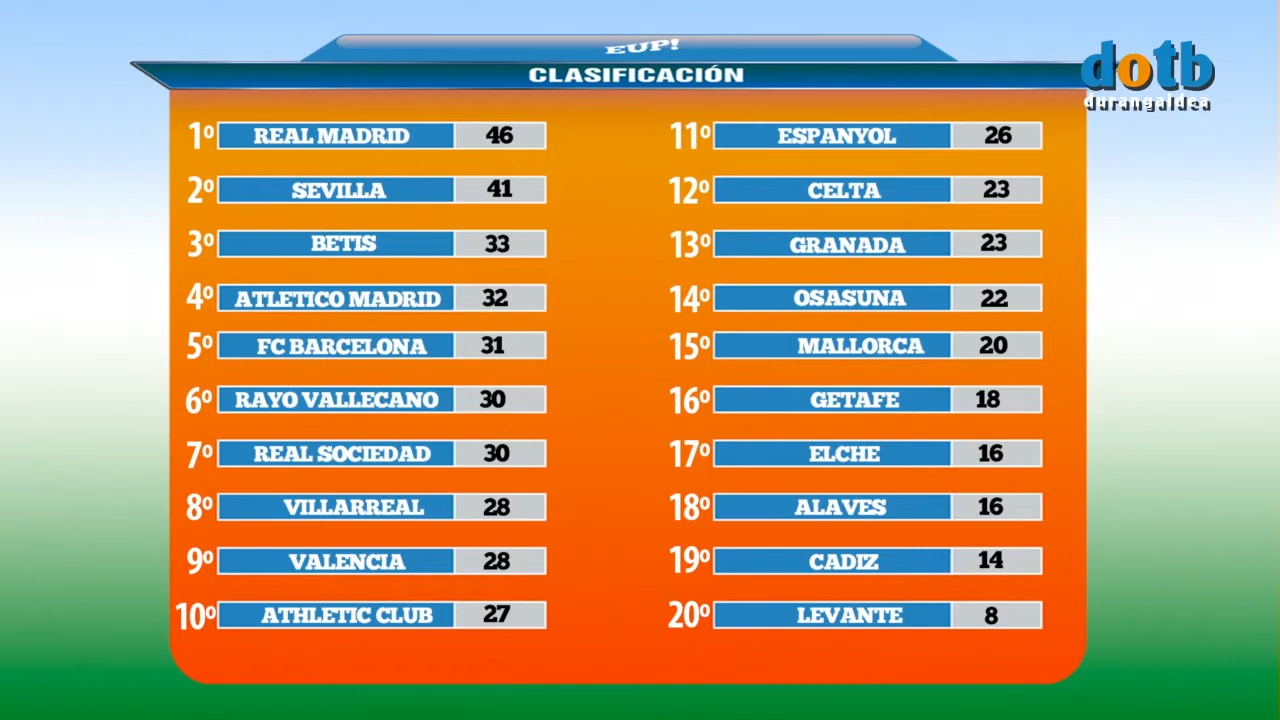 EUP!
CLASIFICACIÓN
dotb
durangaldea
1º REAL MADRID 46
2º SEVILLA 41
3º BETIS 33
4º ATLETICO MADRID 32
5º FC BARCELONA 31
6º RAYO VALLECANO 30
7º REAL SOCIEDAD 30
8º VILLARREAL 28
9º VALENCIA 28
10º ATHLETIC CLUB 27
11º ESPANYOL 26
12º CELTA 23
13º GRANADA 23
14º OSASUNA 22
15º MALLORCA 20
16º GETAFE 18
17º ELCHE 16
18º ALAVES 16
19º CADIZ 14
20º LEVANTE 8